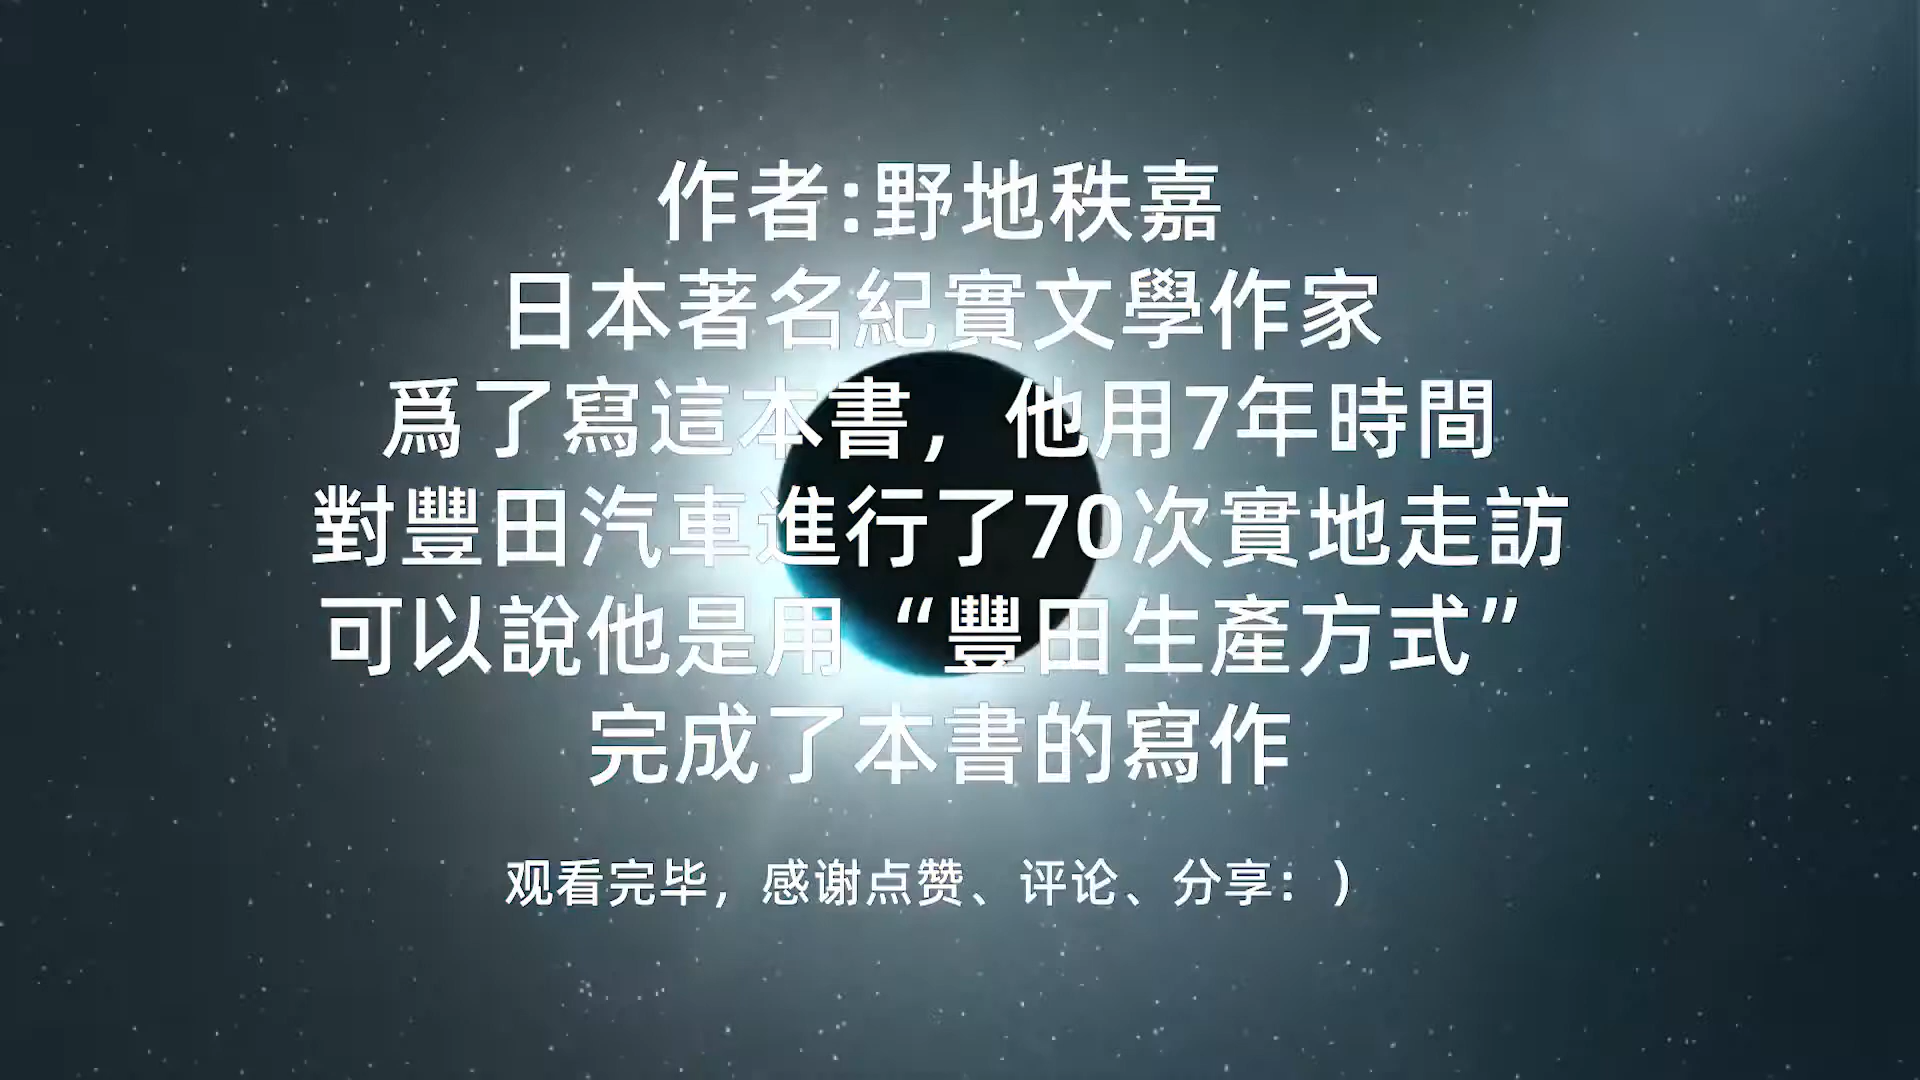 作者:野地秩嘉
日本著名紀實文學作家
爲了寫這本書，他用7年時間
對豐田汽車進行了70次實地走訪
可以說他是用“豐田生產方式”
完成了本書的寫作
观看完毕，感谢点赞、评论、分享：）